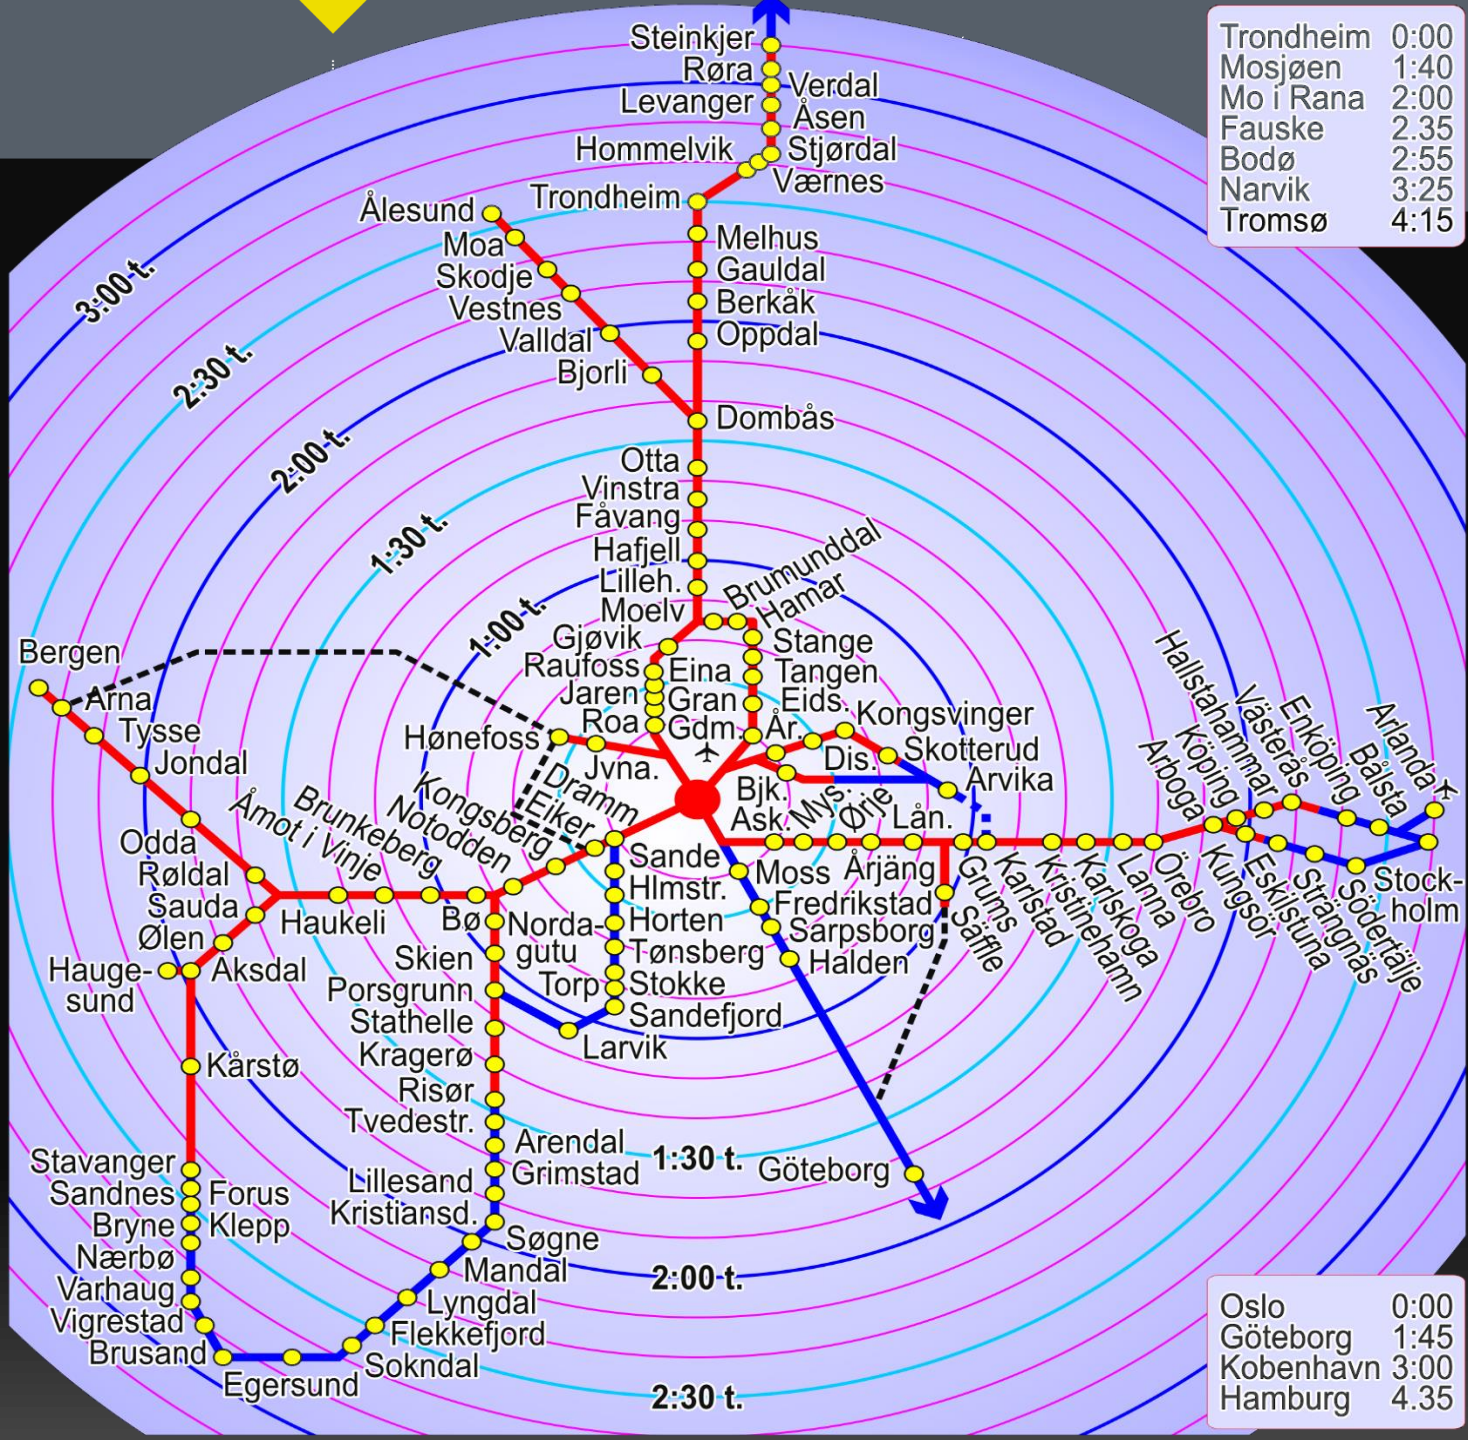 Steinkjer
Røra
Verdal
Levanger
Åsen
Hommelvik
Stjørdal
Værnes
Trondheim
Trondheim 0:00
Mosjøen 1:40
Mo i Rana 2:00
Fauske 2.35
Bodø 2:55
Narvik 3:25
Tromsø 4:15
Ålesund
Moa
Skodje
Vestnes
Valldal
Bjorli
Melhus
Gauldal
Berkåk
Oppdal
Dombås
3:00 t.
2:30 t.
2:00 t.
1:30 t.
1:00 t.
Otta
Vinstra
Fåvang
Hafjell
Lilleh.
Moelv
Brumunddal
Hamar
Gjøvik
Stange
Raufoss
Eina
Tangen
Jaren
Gran
Eids.
Roa
Gdm.
År.
Kongsvinger
Hønefoss
Jvna.
Dis.
Skotterud
Arvika
Bergen
Arna
Tysse
Jondal
Odda
Røldal
Sauda
Ølen
Hauge-
sund
Aksdal
Haukeli
Åmot i Vinje
Brunkeberg
Notodden
Kongsberg
Eiker
Dramm
Bjk.
Ask.
Mys.
Ørje
Lån.
Årjäng
Grums
Säffle
Karlstad
Kristinehamn
Karlskoga
Lanna
Örebro
Arboga
Köping
Hallstahammar
Västerås
Enköping
Bålsta
Arlanda
Kungsör
Eskilstuna
Strängnäs
Södertälje
Stock-
holm
Bø
Norda-
gutu
Skien
Porsgrunn
Stathelle
Kragerø
Risør
Tvedestr.
Arendal
Grimstad
Lillesand
Kristiansd.
Søgne
Mandal
Lyngdal
Flekkefjord
Sokndal
Egersund
Sande
Hlmstr.
Horten
Tønsberg
Torp
Stokke
Sandefjord
Larvik
Moss
Fredrikstad
Sarpsborg
Halden
Göteborg
Kårstø
Stavanger
Sandnes
Forus
Bryne
Klepp
Nærbø
Varhaug
Vigrestad
Brusand
1:30 t.
2:00 t.
2:30 t.
Oslo 0:00
Göteborg 1:45
Kobenhavn 3:00
Hamburg 4.35